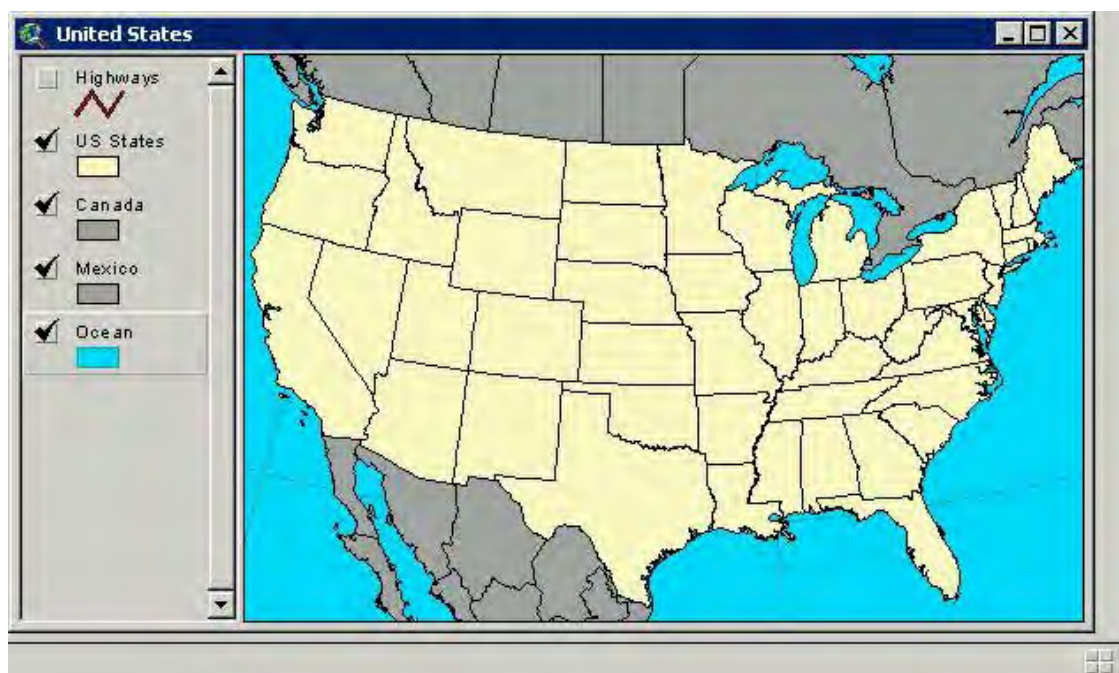 United States
Highways
US States
Canada
Mexico
Ocean